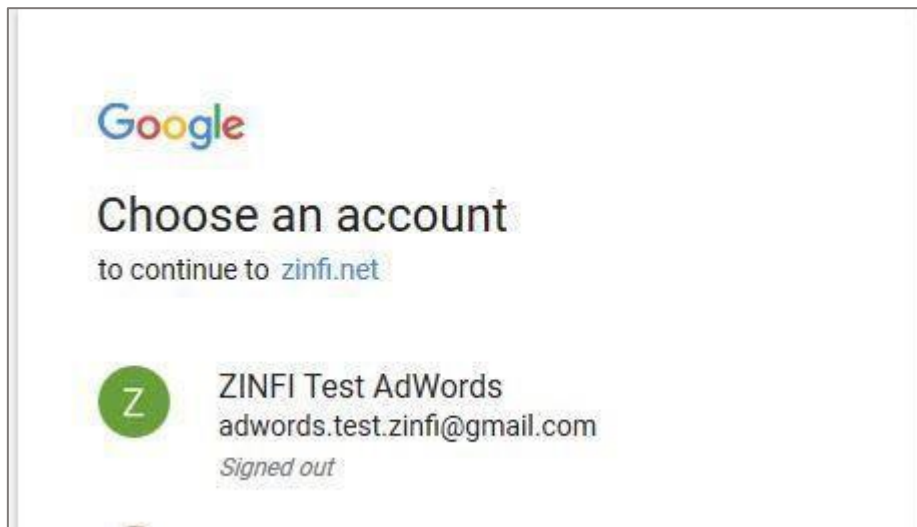 Google
Choose an account
to continue to zinfi.net
Z
ZINFI Test AdWords
adwords.test.zinfi@gmail.com
Signed out